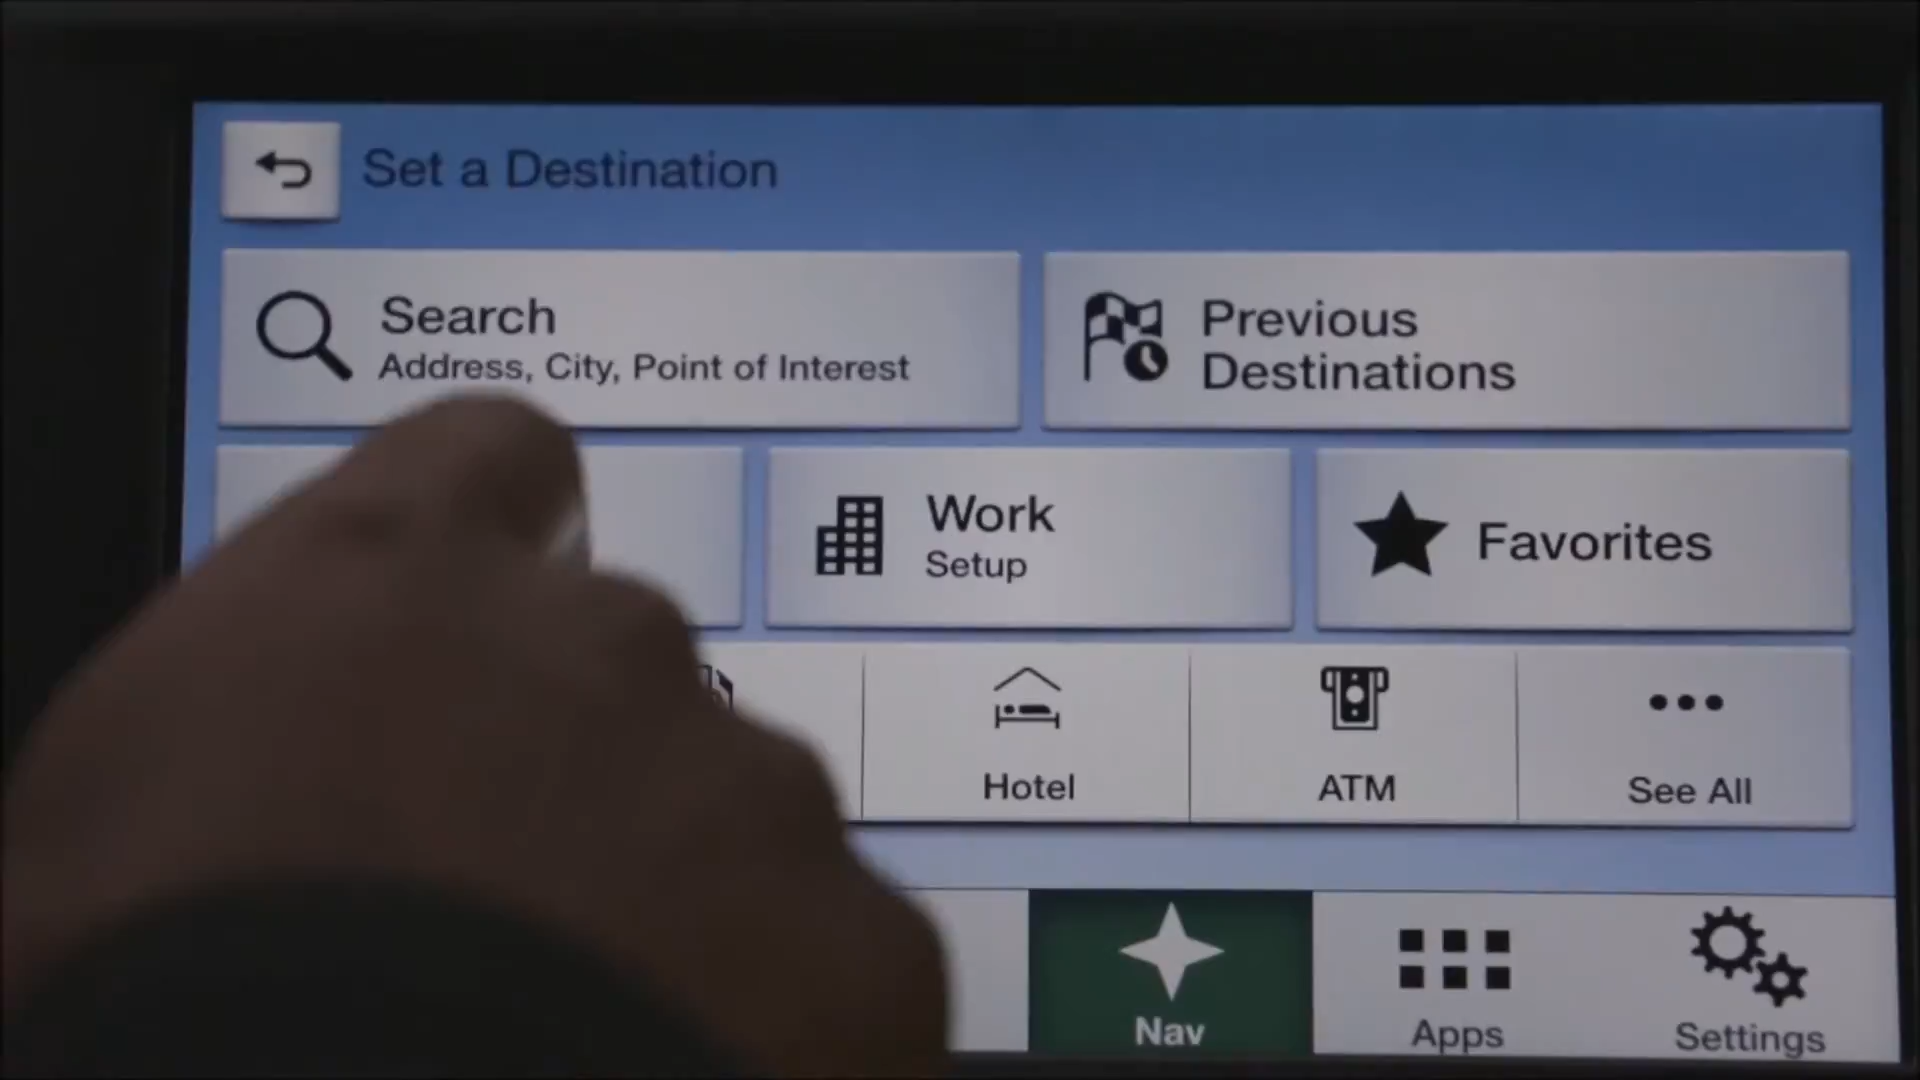 Set a Destination
Search
Address, City, Point of Interest
Previous
Destinations
Work
Setup
Favorites
Hotel
ATM
See All
Nav
Apps
Settings